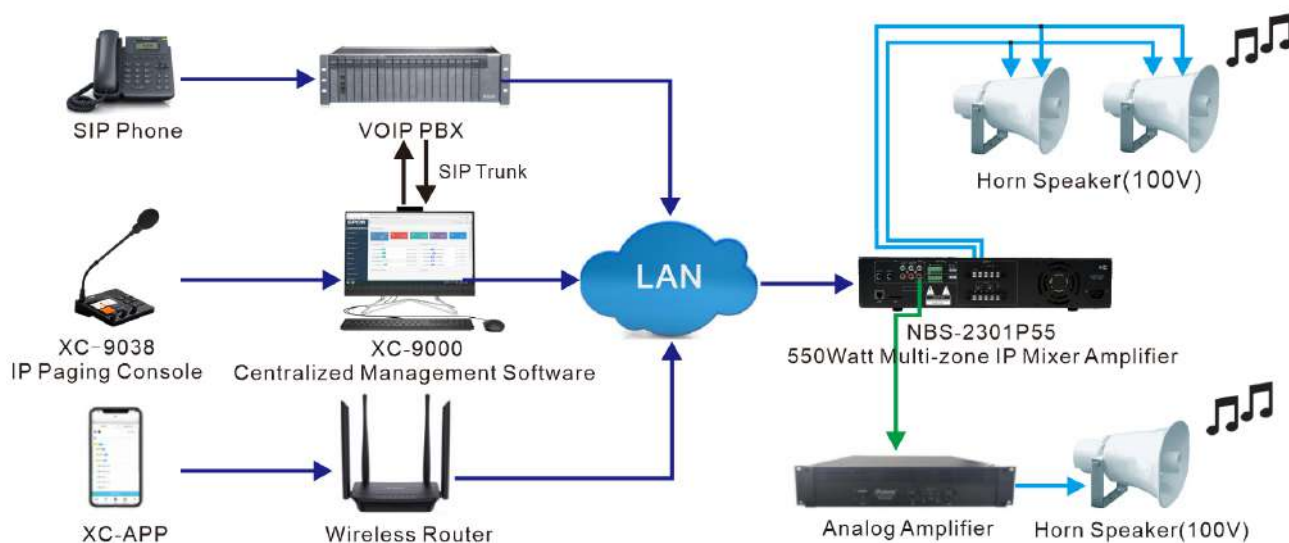 SIP Phone
VOIP PBX
SIP Trunk
Horn Speaker(100V)
LAN
XC-9038
IP Paging Console
XC-9000
Centralized Management Software
NBS-2301P55
550Watt Multi-zone IP Mixer Amplifier
XC-APP
Wireless Router
Analog Amplifier
Horn Speaker(100V)